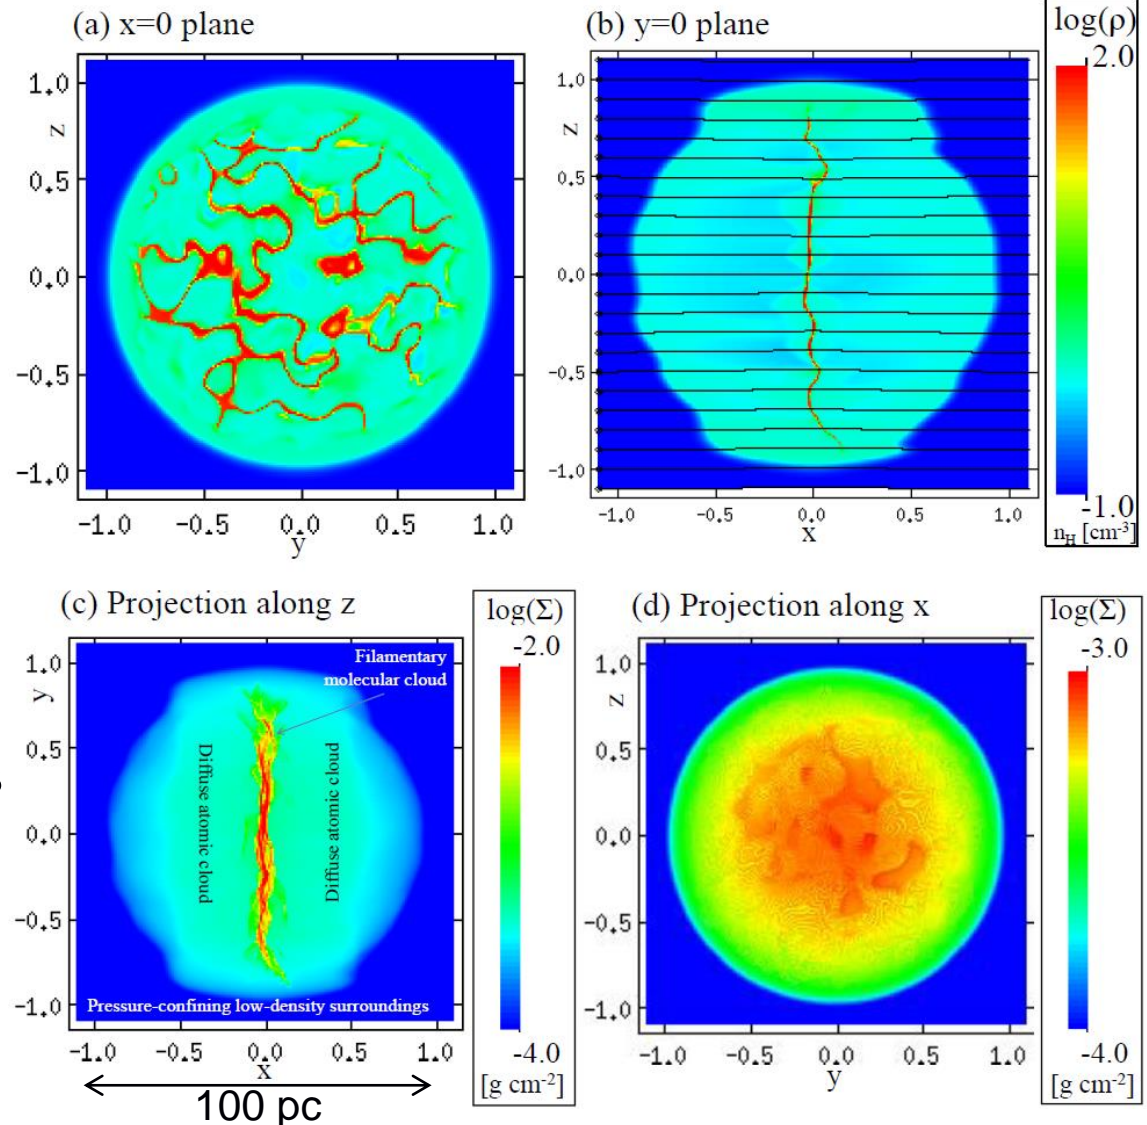 (a) x=0 plane
1.0
0.5
0.0
−0.5
−1.0
z
−1.0 −0.5 0.0 0.5 1.0
y
(b) y=0 plane
1.0
0.5
0.0
−0.5
−1.0
z
−1.0 −0.5 0.0 0.5 1.0
x
log(ρ)
2.0
-1.0
nH [cm-3]
(c) Projection along z
1.0
0.5
0.0
−0.5
−1.0
y
Filamentary
molecular cloud
Diffuse atomic cloud
Diffuse atomic cloud
Pressure-confining low-density surroundings
−1.0 −0.5 0.0 0.5 1.0
x
100 pc
log(Σ)
-2.0
-4.0
[g cm-2]
(d) Projection along x
1.0
0.5
0.0
−0.5
−1.0
z
−1.0 −0.5 0.0 0.5 1.0
y
log(Σ)
-3.0
-4.0
[g cm-2]